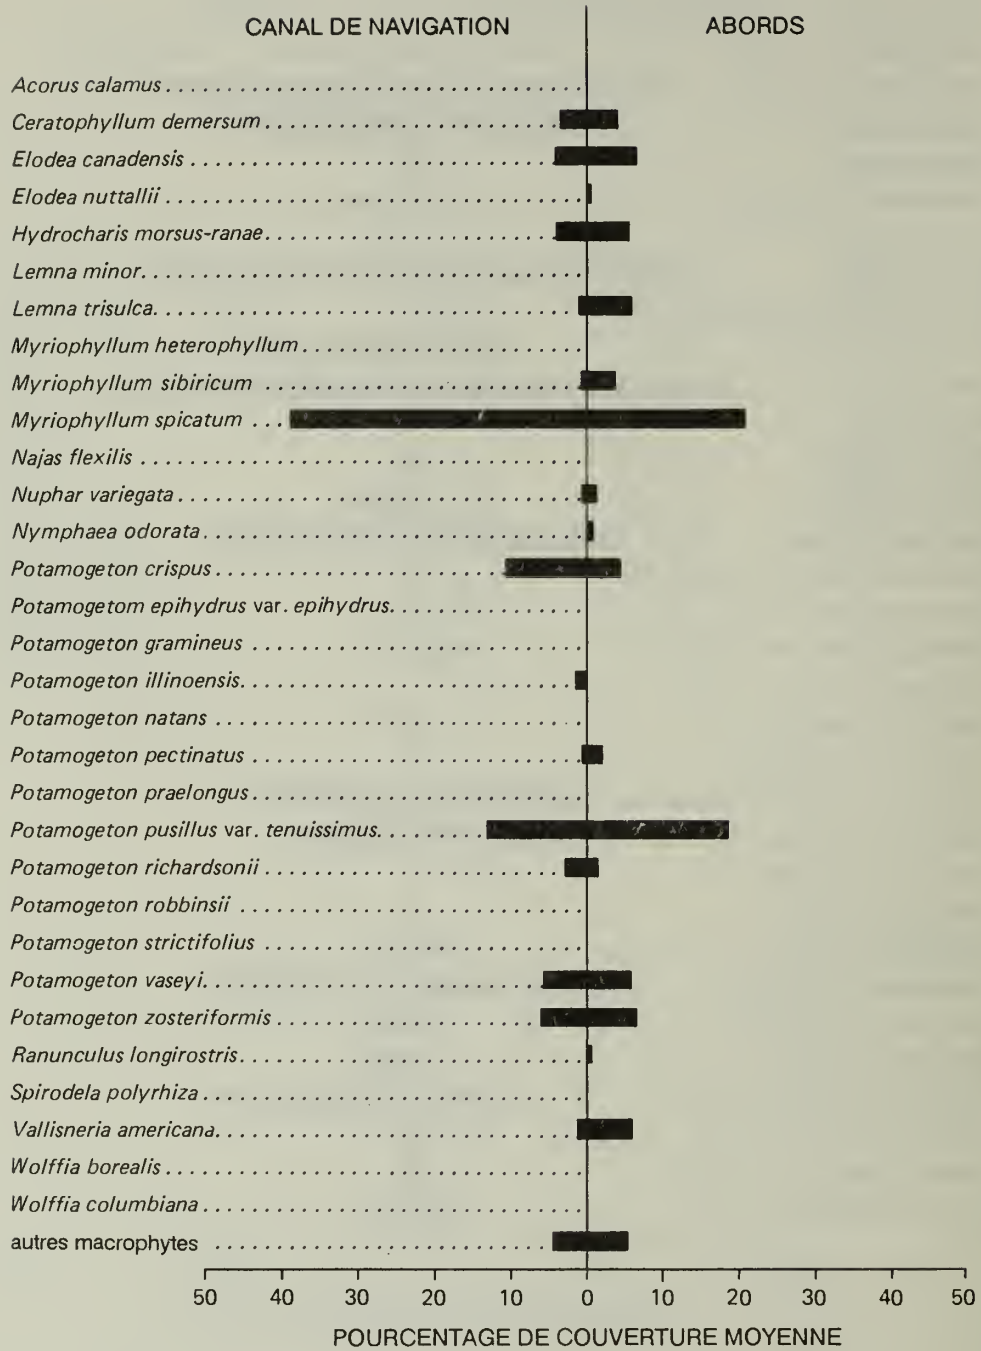 CANAL DE NAVIGATION ABORDS
Acorus calamus
Ceratophyllum demersum
Elodea canadensis
Elodea nuttallii
Hydrocharis morsus-ranae
Lemna minor
Lemna trisulca
Myriophyllum heterophyllum
Myriophyllum sibiricum
Myriophyllum spicatum
Najas flexilis
Nuphar variegata
Nymphaea odorata
Potamogeton crispus
Potamogetom epihydrus var. epihydrus
Potamogeton gramineus
Potamogeton illinoensis
Potamogeton natans
Potamogeton pectinatus
Potamogeton praelongus
Potamogeton pusillus var. tenuissimus
Potamogeton richardsonii
Potamogeton robbinsii
Potamogeton strictifolius
Potamogeton vaseyi
Potamogeton zosteriformis
Ranunculus longirostris
Spirodela polyrhiza
Vallisneria americana
Wolffia borealis
Wolffia columbiana
autres macrophytes
50 40 30 20 10 0 10 20 30 40 50
POURCENTAGE DE COUVERTURE MOYENNE